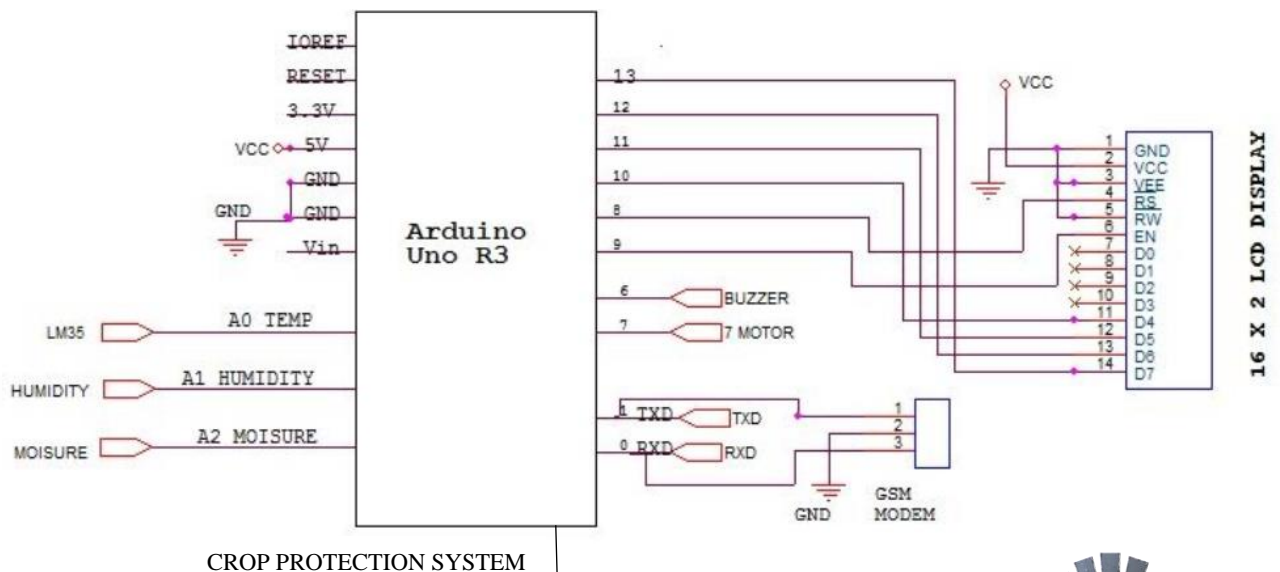 IOREF
RESET
3.3V
VCC 5V
GND
GND GND
Vin
LM35 A0 TEMP
HUMIDITY A1 HUMIDITY
MOISURE A2 MOISURE
Arduino
Uno R3
13
12
11
10
8
9
6 BUZZER
7 7 MOTOR
1 TXD TXD
0 RXD RXD
1
2
3
GND
GSM
MODEM
VCC
1 GND
2 VCC
3 VEE
4 RS
5 RW
6 EN
7 D0
8 D1
9 D2
10 D3
11 D4
12 D5
13 D6
14 D7
16 X 2 LCD DISPLAY
CROP PROTECTION SYSTEM